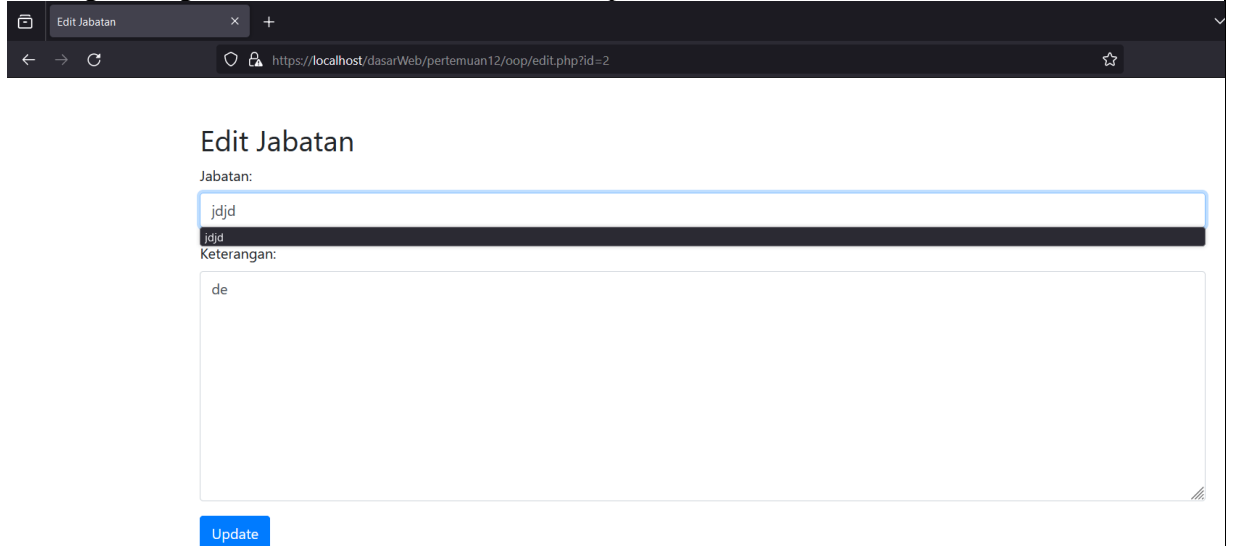 Edit Jabatan
https://localhost/dasarWeb/pertemuan12/oop/edit.php?id=2
Edit Jabatan
Jabatan:
jdjd
jdjd
Keterangan:
de
Update